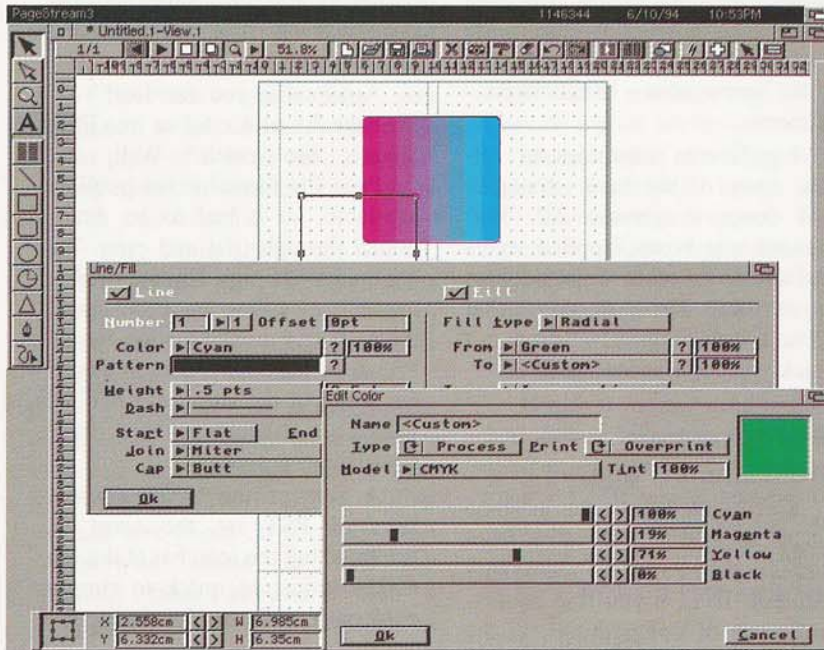 PageStream3 1146344 6/10/94 10:53PM
* Untitled.1-View.1
1/1 51.8%
Line/Fill
Line Fill
Number 1 1 Offset 0pt Fill type Radial
Color Cyan ? 100% From Green ? 100%
Pattern ? To <Custom> ? 100%
Weight .5 pts
Dash
Start Flat End
Join Miter
Cap Butt
Ok
Edit Color
Name <Custom>
Type Process Print Overprint
Model CMYK Tint 100%
100% Cyan
19% Magenta
71% Yellow
0% Black
Ok Cancel
X 2.558cm W 6.985cm
Y 6.332cm H 6.35cm